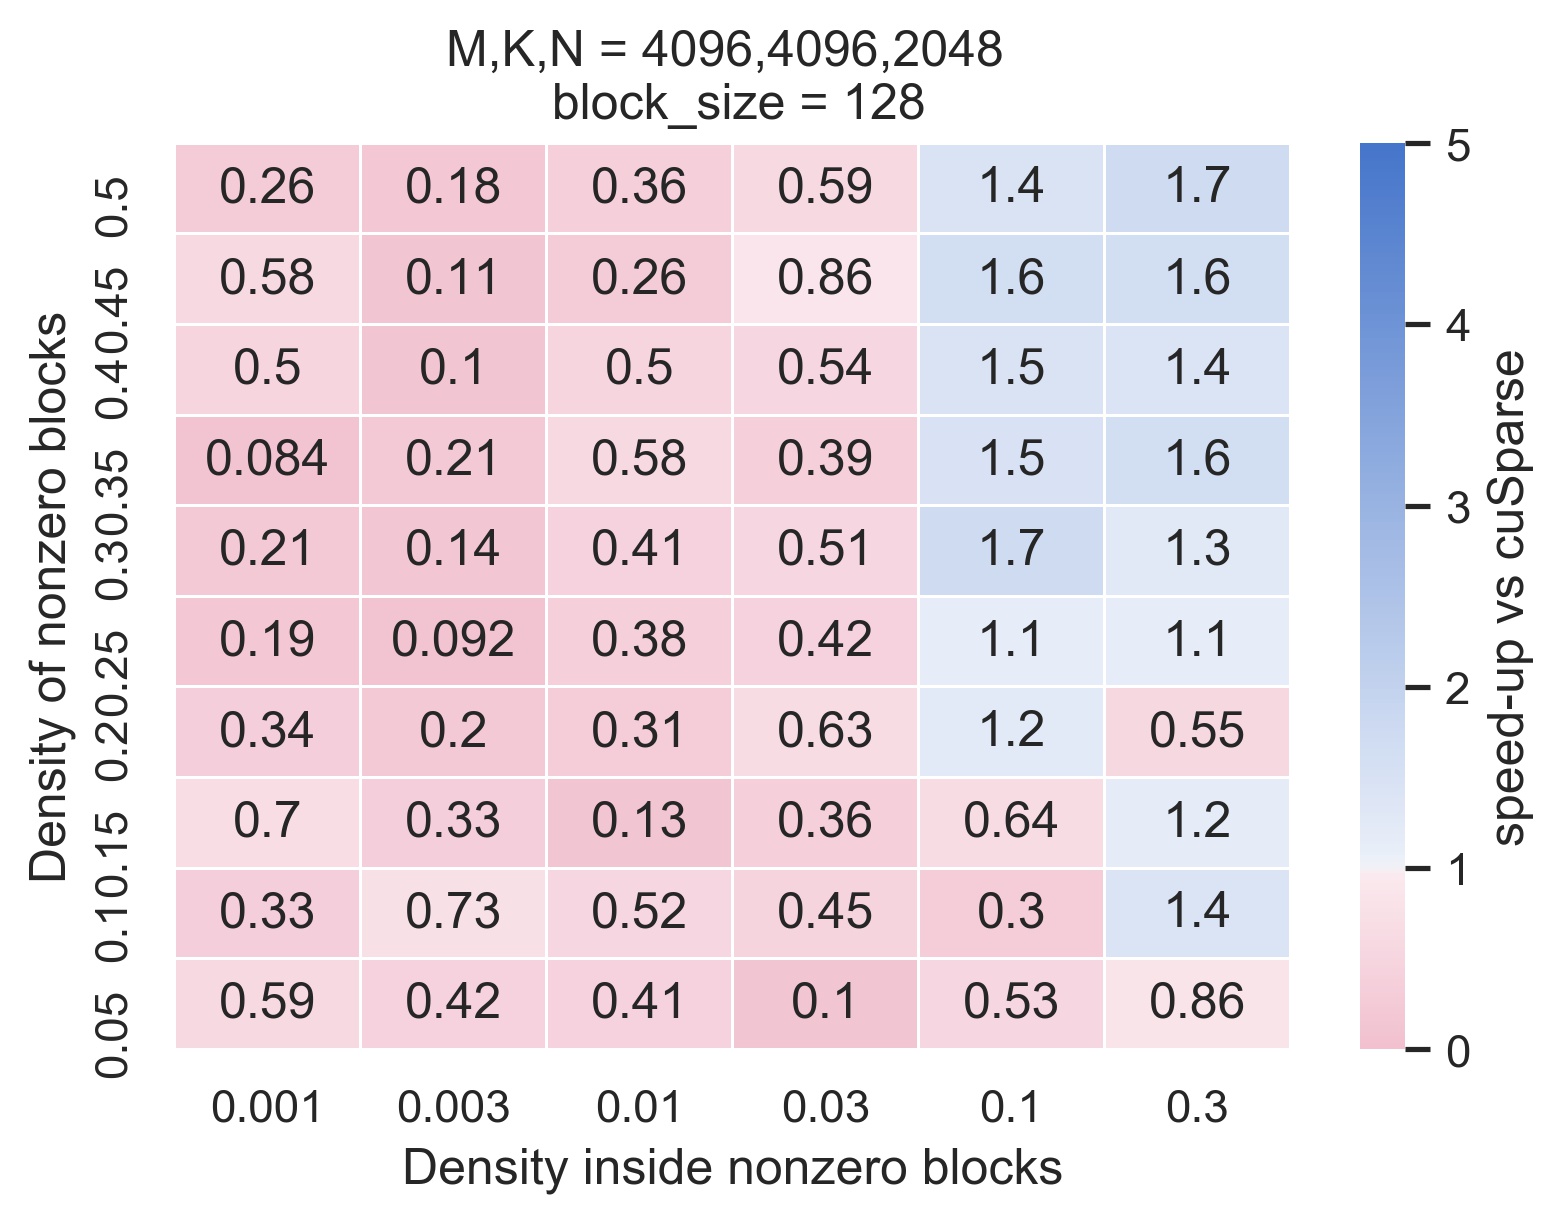 M,K,N = 4096,4096,2048
block_size = 128
0.5 0.26 0.18 0.36 0.59 1.4 1.7
0.45 0.58 0.11 0.26 0.86 1.6 1.6
0.4 0.5 0.1 0.5 0.54 1.5 1.4
0.35 0.084 0.21 0.58 0.39 1.5 1.6
0.3 0.21 0.14 0.41 0.51 1.7 1.3
0.25 0.19 0.092 0.38 0.42 1.1 1.1
0.2 0.34 0.2 0.31 0.63 1.2 0.55
0.15 0.7 0.33 0.13 0.36 0.64 1.2
0.1 0.33 0.73 0.52 0.45 0.3 1.4
0.05 0.59 0.42 0.41 0.1 0.53 0.86
0.001 0.003 0.01 0.03 0.1 0.3
Density inside nonzero blocks
Density of nonzero blocks
5
4
3
2
1
0
speed-up vs cuSparse